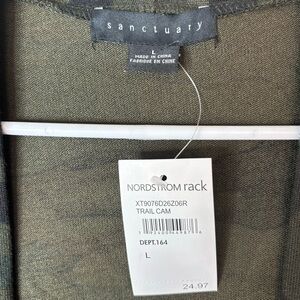 sanctuary
L
MADE IN CHINA
FABRIQUÉ EN CHINE
NORDSTROM rack
XT9076D26Z06R
TRAIL CAM
DEPT.164
L
24.97